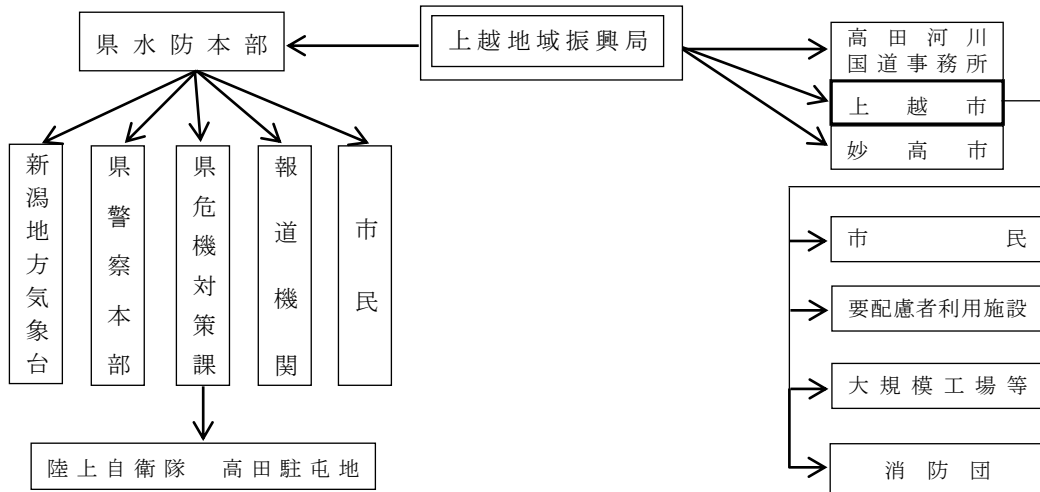 県水防本部
上越地域振興局
高田河川
国道事務所
上越市
妙高市
新潟地方気象台
県警察本部
県危機対策課
報道機関
市民
市民
要配慮者利用施設
大規模工場等
陸上自衛隊 高田駐屯地
消防団